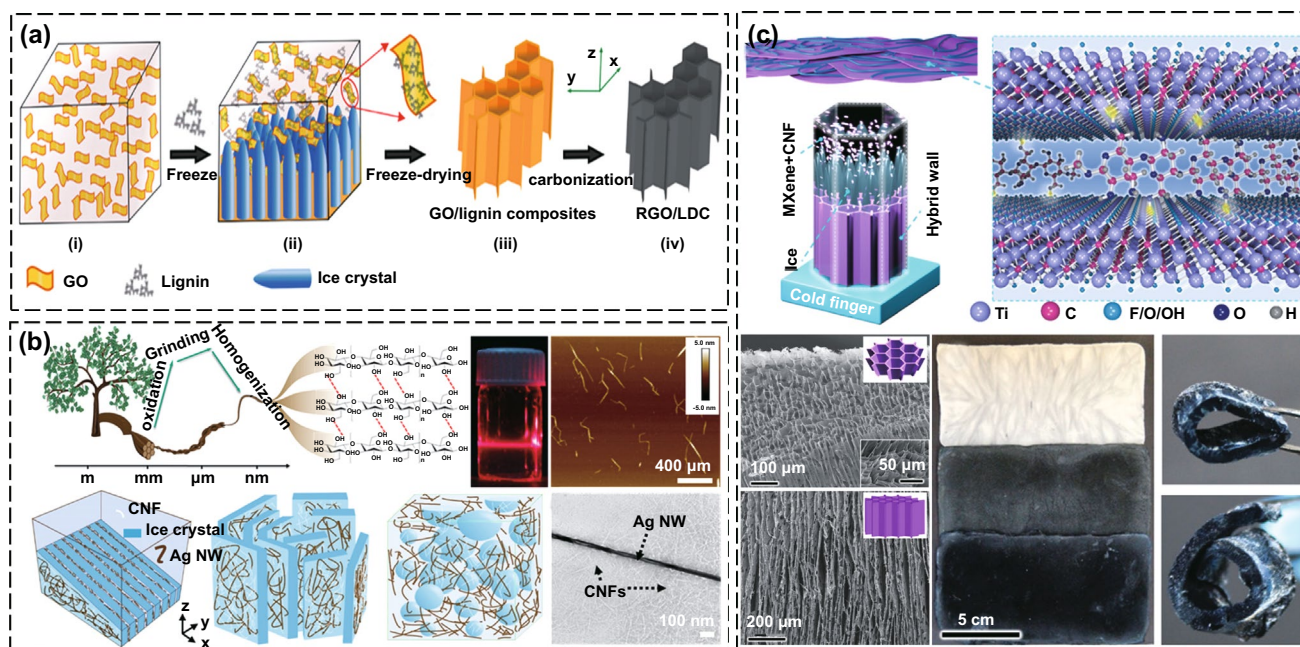 (a)
z
x
y
Freeze
Freeze-drying
carbonization
GO/lignin composites
RGO/LDC
(i)
(ii)
(iii)
(iv)
GO
Lignin
Ice crystal
(b)
oxidation
Grinding
Homogenization
m
mm
μm
nm
HO
OH
O
n
5.0 nm
-5.0 nm
400 μm
CNF
Ice crystal
Ag NW
z
y
x
Ag NW
CNFs
100 nm
(c)
MXene+CNF
Ice
Hybrid wall
Cold finger
Ti
C
F/O/OH
O
H
100 μm
50 μm
200 μm
5 cm